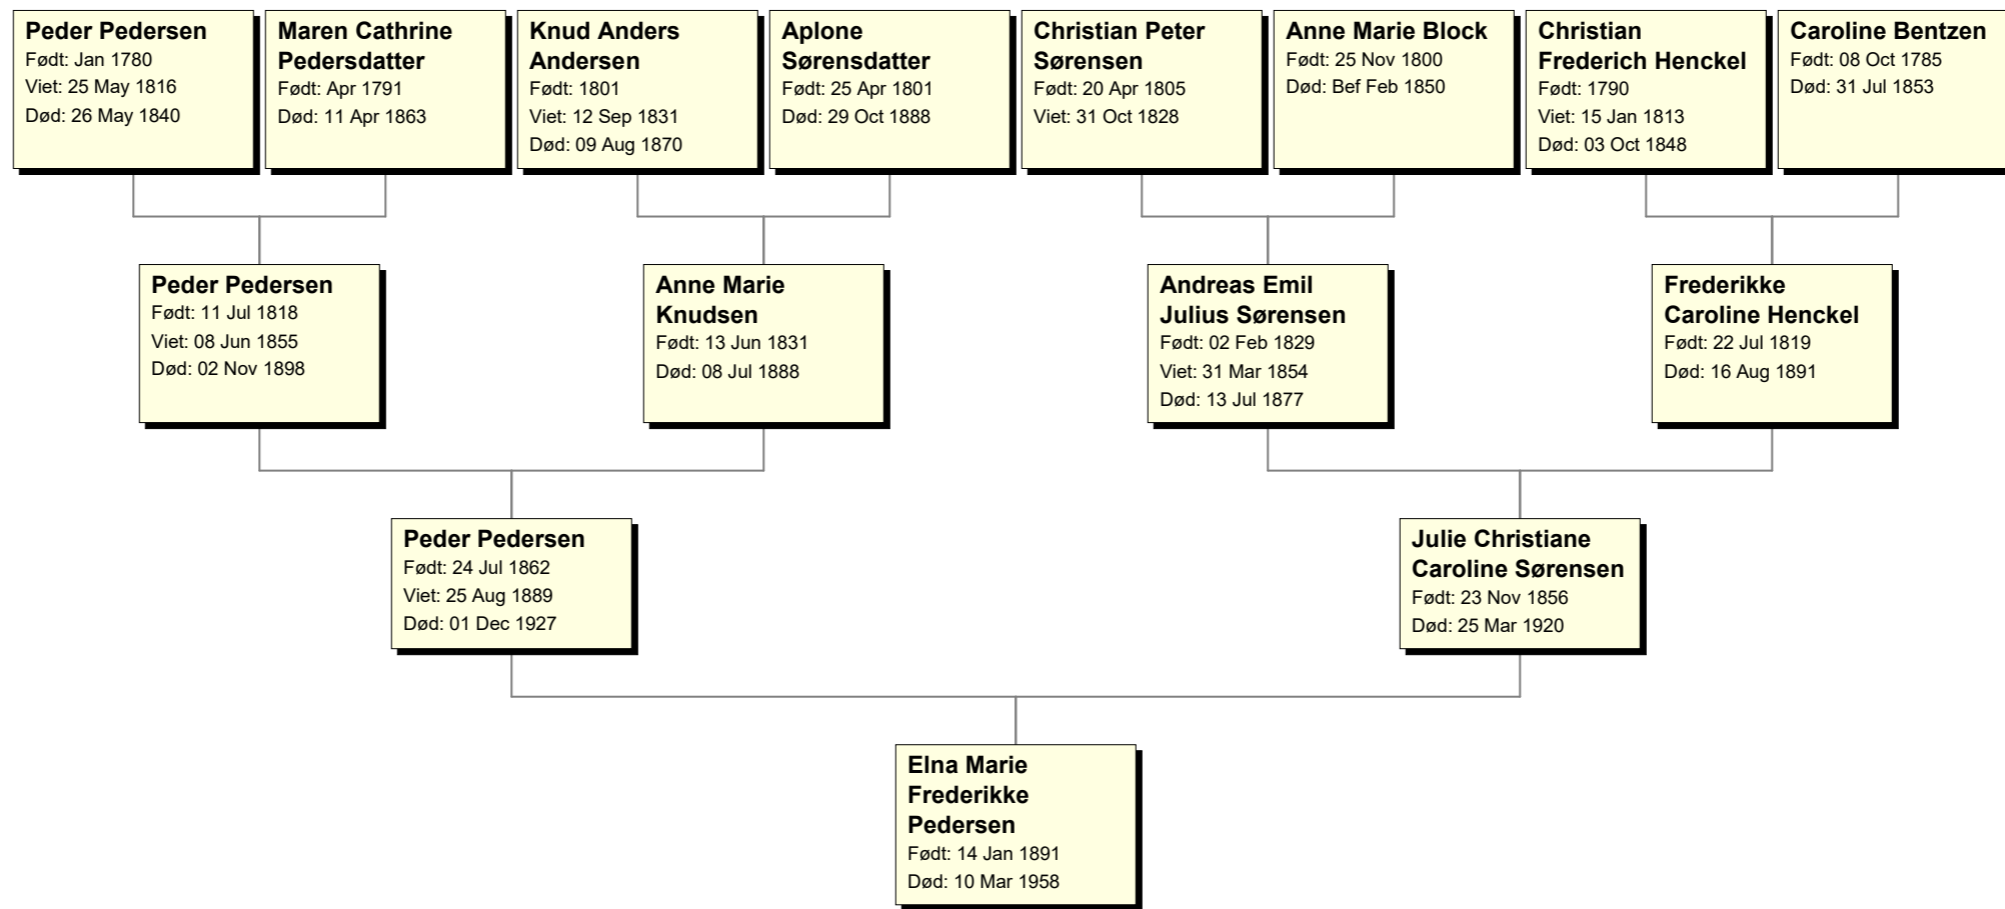 Peder Pedersen
Født: Jan 1780
Viet: 25 May 1816
Død: 26 May 1840
Maren Cathrine
Pedersdatter
Født: Apr 1791
Død: 11 Apr 1863
Knud Anders
Andersen
Født: 1801
Viet: 12 Sep 1831
Død: 09 Aug 1870
Aplone
Sørensdatter
Født: 25 Apr 1801
Død: 29 Oct 1888
Christian Peter
Sørensen
Født: 20 Apr 1805
Viet: 31 Oct 1828
Anne Marie Block
Født: 25 Nov 1800
Død: Bef Feb 1850
Christian
Frederich Henckel
Født: 1790
Viet: 15 Jan 1813
Død: 03 Oct 1848
Caroline Bentzen
Født: 08 Oct 1785
Død: 31 Jul 1853
Peder Pedersen
Født: 11 Jul 1818
Viet: 08 Jun 1855
Død: 02 Nov 1898
Anne Marie
Knudsen
Født: 13 Jun 1831
Død: 08 Jul 1888
Andreas Emil
Julius Sørensen
Født: 02 Feb 1829
Viet: 31 Mar 1854
Død: 13 Jul 1877
Frederikke
Caroline Henckel
Født: 22 Jul 1819
Død: 16 Aug 1891
Peder Pedersen
Født: 24 Jul 1862
Viet: 25 Aug 1889
Død: 01 Dec 1927
Julie Christiane
Caroline Sørensen
Født: 23 Nov 1856
Død: 25 Mar 1920
Elna Marie
Frederikke
Pedersen
Født: 14 Jan 1891
Død: 10 Mar 1958